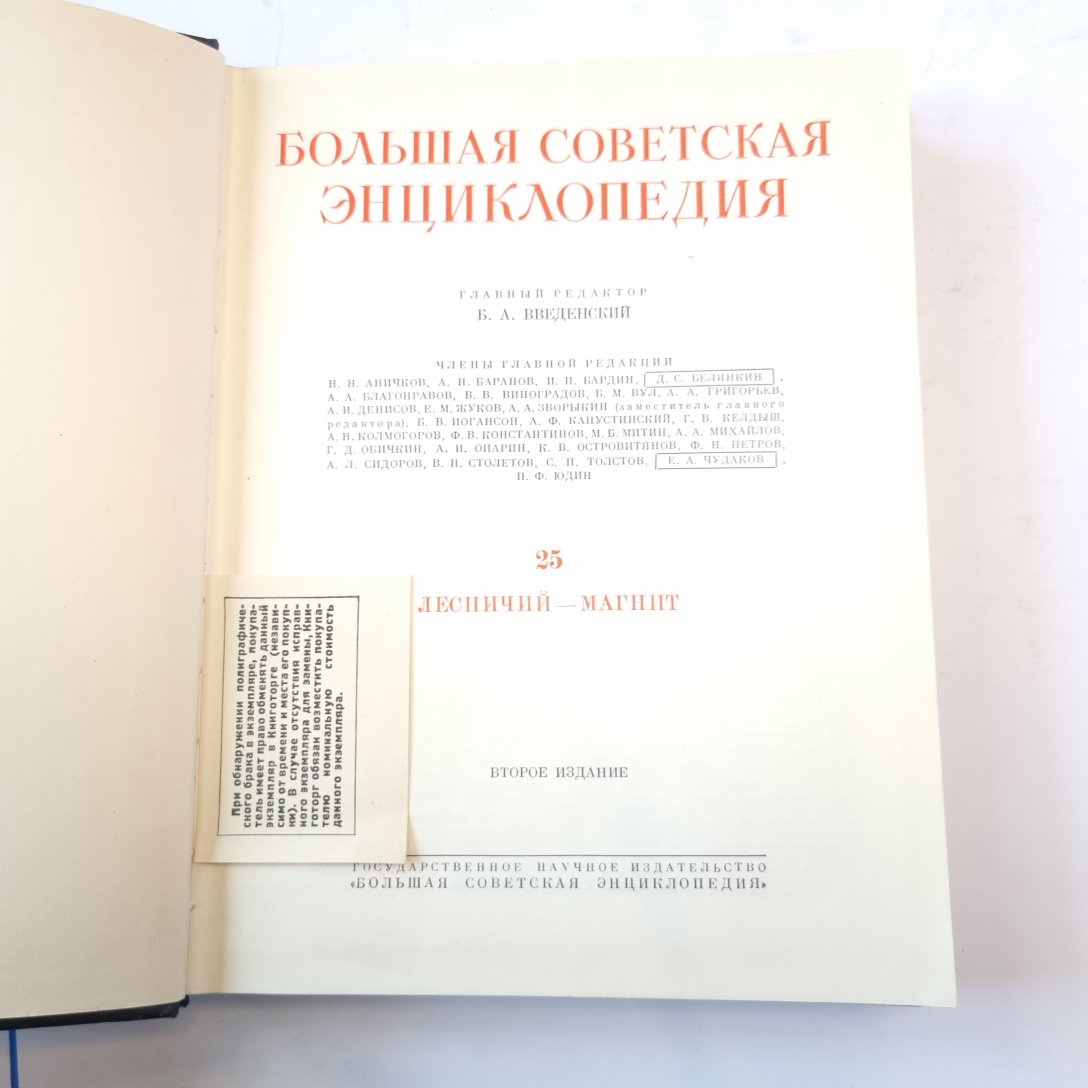 БОЛЬШАЯ СОВЕТСКАЯ
ЭНЦИКЛОПЕДИЯ
ГЛАВНЫЙ РЕДАКТОР
Б. А. ВВЕДЕНСКИЙ
ЧЛЕНЫ ГЛАВНОЙ РЕДАКЦИИ
Н. Н. АНИЧКОВ, А. Н. БАРАНОВ, И. П. БАРДИН, Д. С. БЕЛЯНКИН,
А. А. БЛАГОНРАВОВ, В. В. ВИНОГРАДОВ, Б. М. ВУЛ, А. А. ГРИГОРЬЕВ,
А. И. ДЕНИСОВ, Е. М. ЖУКОВ, А. А. ЗВОРЫКИН (заместитель главного
редактора), Б. В. ИОГАНСОН, А. Ф. КАПУСТИНСКИЙ, Г. В. КЕЛДЫШ,
А. Н. КОЛМОГОРОВ, Ф. В. КОНСТАНТИНОВ, М. Б. МИТИН, А. А. МИХАЙЛОВ,
Г. Д. ОБИЧКИН, А. И. ОПАРИН, К. В. ОСТРОВИТЯНОВ, Ф. Н. ПЕТРОВ,
А. Л. СИДОРОВ, В. Н. СТОЛЕТОВ, С. П. ТОЛСТОВ, Е. А. ЧУДАКОВ,
П. Ф. ЮДИН
25
ЛЕСНИЧИЙ — МАГНИТ
ВТОРОЕ ИЗДАНИЕ
ГОСУДАРСТВЕННОЕ НАУЧНОЕ ИЗДАТЕЛЬСТВО
«БОЛЬШАЯ СОВЕТСКАЯ ЭНЦИКЛОПЕДИЯ»
При обнаружении полиграфиче-
ского брака в экземпляре, покупа-
тель имеет право обменять данный
экземпляр в Книготорге (незави-
симо от времени и места его покуп-
ки). В случае отсутствия исправ-
ного экземпляра для замены, Кни-
готорг обязан возместить покупа-
телю номинальную стоимость
данного экземпляра.